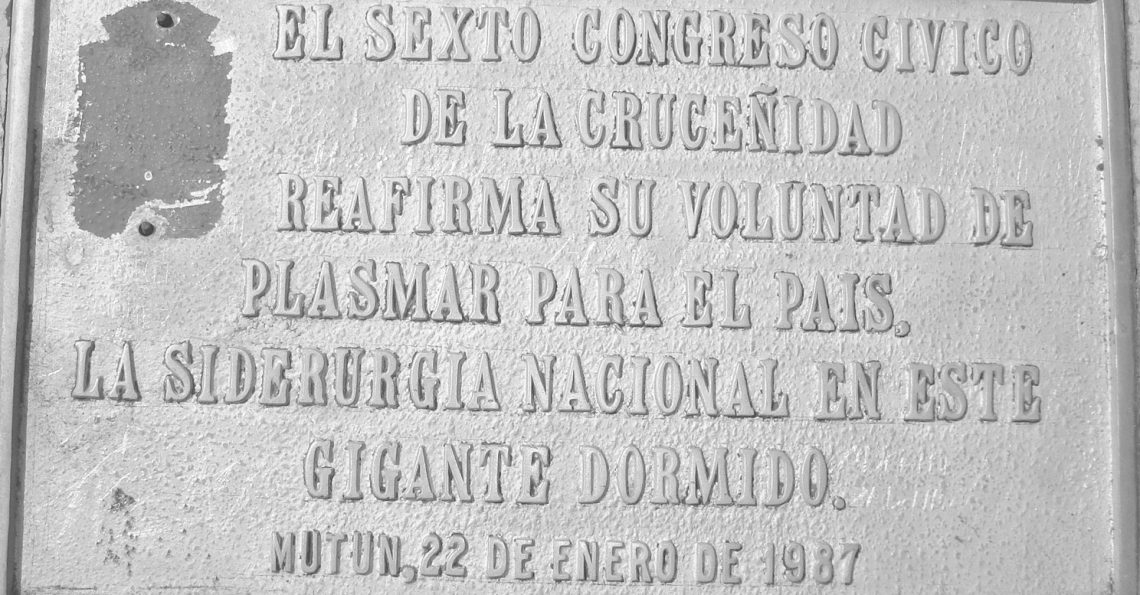 EL SEXTO CONGRESO CIVICO
DE LA CRUCEÑIDAD
REAFIRMA SU VOLUNTAD DE
PLASMAR PARA EL PAIS,
LA SIDERURGIA NACIONAL EN ESTE
GIGANTE DORMIDO.
MUTUN, 22 DE ENERO DE 1987